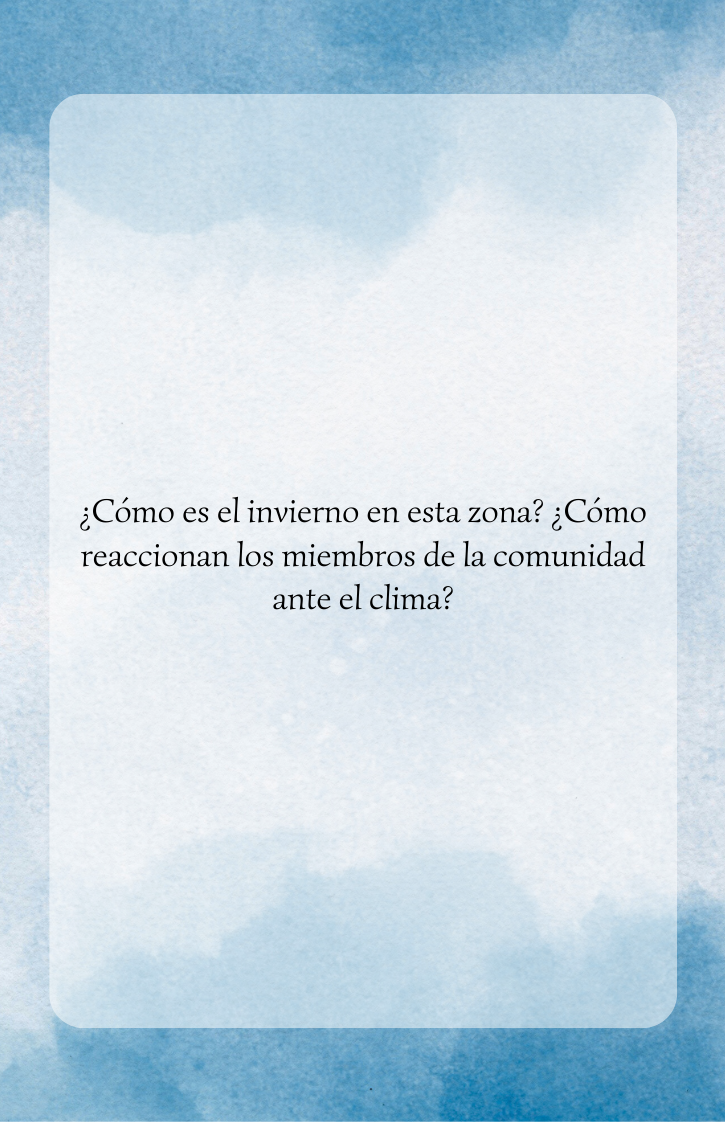 ¿Cómo es el invierno en esta zona? ¿Cómo
reaccionan los miembros de la comunidad
ante el clima?